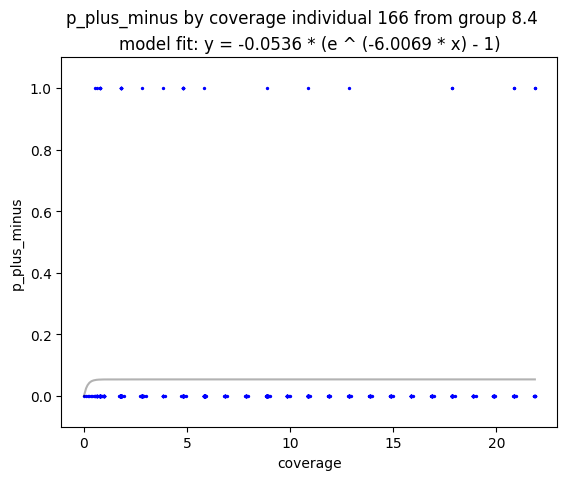 p_plus_minus by coverage individual 166 from group 8.4
model fit: y = -0.0536 * (e ^ (-6.0069 * x) - 1)
1.0
0.8
0.6
0.4
0.2
0.0
p_plus_minus
0
5
10
15
20
coverage